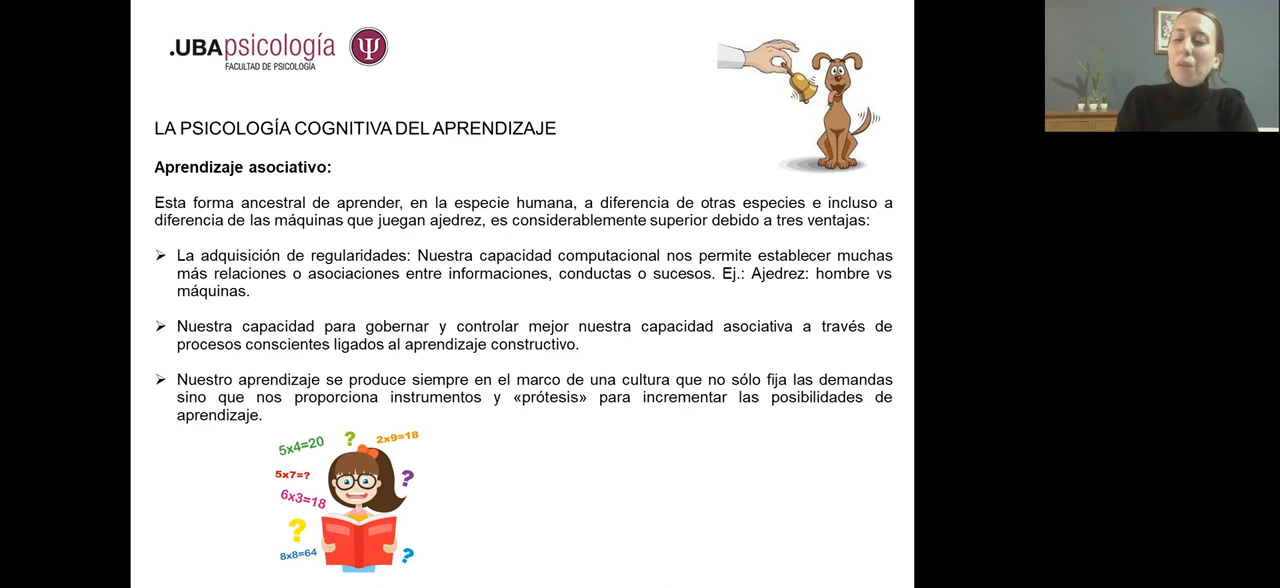 .UBApsicología
FACULTAD DE PSICOLOGÍA
LA PSICOLOGÍA COGNITIVA DEL APRENDIZAJE
Aprendizaje asociativo:
Esta forma ancestral de aprender, en la especie humana, a diferencia de otras especies e incluso a
diferencia de las máquinas que juegan ajedrez, es considerablemente superior debido a tres ventajas:
➢ La adquisición de regularidades: Nuestra capacidad computacional nos permite establecer muchas
más relaciones o asociaciones entre informaciones, conductas o sucesos. Ej.: Ajedrez: hombre vs
máquinas.
➢ Nuestra capacidad para gobernar y controlar mejor nuestra capacidad asociativa a través de
procesos conscientes ligados al aprendizaje constructivo.
➢ Nuestro aprendizaje se produce siempre en el marco de una cultura que no sólo fija las demandas
sino que nos proporciona instrumentos y «prótesis» para incrementar las posibilidades de
aprendizaje.
5x4=20 ? 2x9=18
5x7=? ?
6x3=18
?
8x8=64 ?